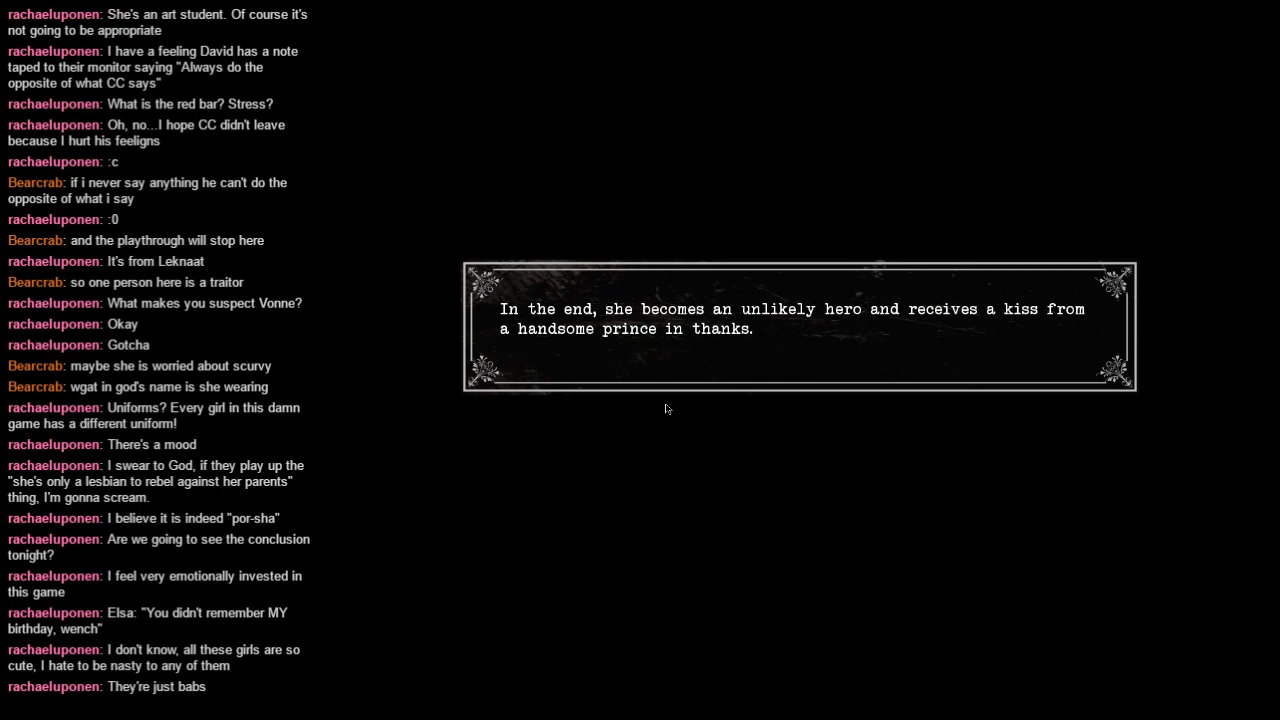 rachaeluponen: She's an art student. Of course it's
not going to be appropriate
rachaeluponen: I have a feeling David has a note
taped to their monitor saying "Always do the
opposite of what CC says"
rachaeluponen: What is the red bar? Stress?
rachaeluponen: Oh, no...I hope CC didn't leave
because I hurt his feeligns
rachaeluponen: :c
Bearcrab: if i never say anything he can't do the
opposite of what i say
rachaeluponen: :0
Bearcrab: and the playthrough will stop here
rachaeluponen: It's from Leknaat
Bearcrab: so one person here is a traitor
rachaeluponen: What makes you suspect Vonne?
rachaeluponen: Okay
rachaeluponen: Gotcha
Bearcrab: maybe she is worried about scurvy
Bearcrab: wgat in god's name is she wearing
rachaeluponen: Uniforms? Every girl in this damn
game has a different uniform!
rachaeluponen: There's a mood
rachaeluponen: I swear to God, if they play up the
"she's only a lesbian to rebel against her parents"
thing, I'm gonna scream.
rachaeluponen: I believe it is indeed "por-sha"
rachaeluponen: Are we going to see the conclusion
tonight?
rachaeluponen: I feel very emotionally invested in
this game
rachaeluponen: Elsa: "You didn't remember MY
birthday, wench"
rachaeluponen: I don't know, all these girls are so
cute, I hate to be nasty to any of them
rachaeluponen: They're just babs
In the end, she becomes an unlikely hero and receives a kiss from
a handsome prince in thanks.